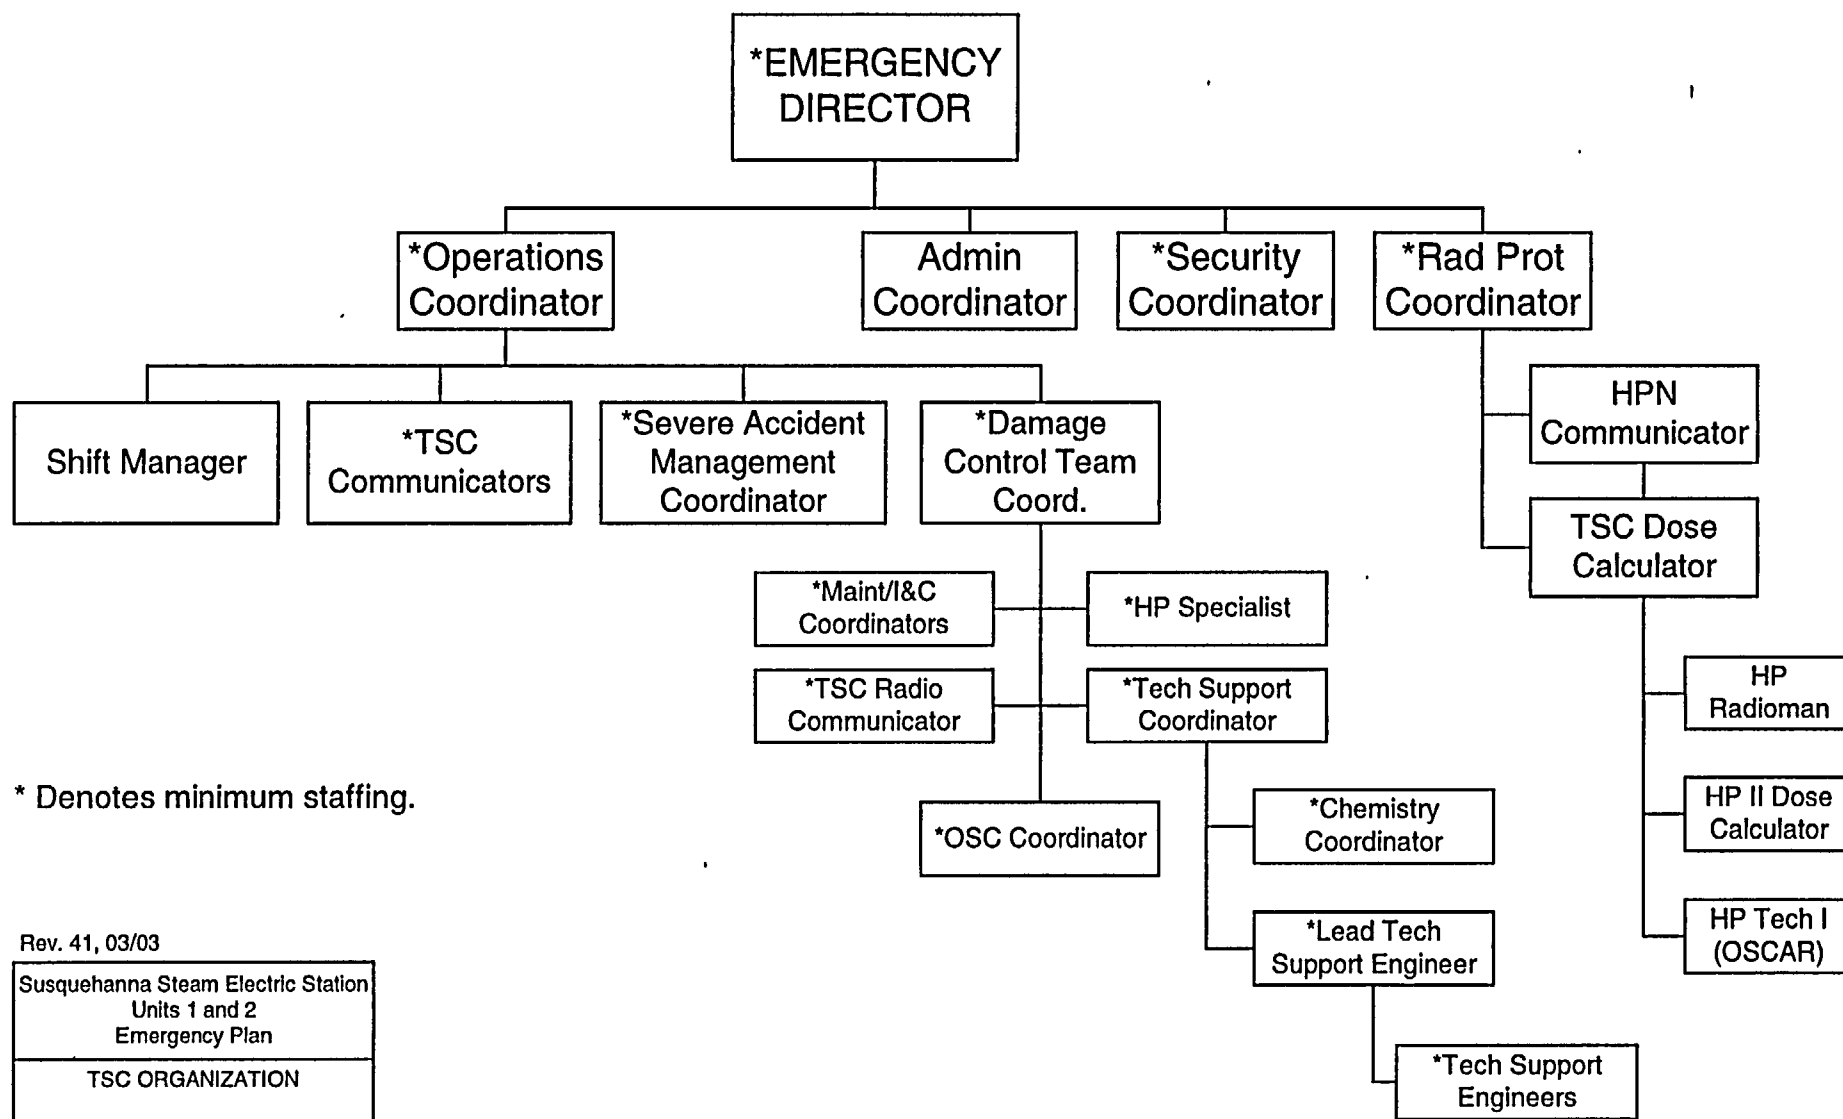 *EMERGENCY
DIRECTOR
*Operations
Coordinator
Admin
Coordinator
*Security
Coordinator
*Rad Prot
Coordinator
Shift Manager
*TSC
Communicators
*Severe Accident
Management
Coordinator
*Damage
Control Team
Coord.
HPN
Communicator
TSC Dose
Calculator
*Maint/I&C
Coordinators
*HP Specialist
*TSC Radio
Communicator
*Tech Support
Coordinator
HP
Radioman
* Denotes minimum staffing.
*OSC Coordinator
*Chemistry
Coordinator
HP II Dose
Calculator
*Lead Tech
Support Engineer
HP Tech I
(OSCAR)
*Tech Support
Engineers
Rev. 41, 03/03
Susquehanna Steam Electric Station
Units 1 and 2
Emergency Plan
TSC ORGANIZATION